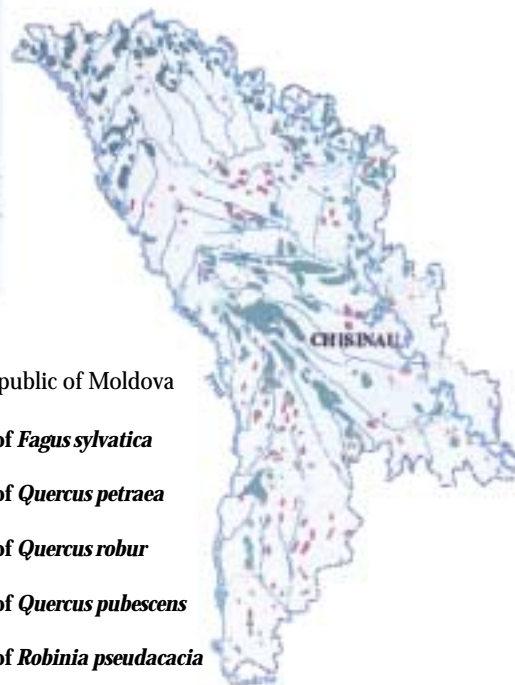 CHISINAU
public of Moldova
of Fagus sylvatica
of Quercus petraea
of Quercus robur
of Quercus pubescens
of Robinia pseudacacia